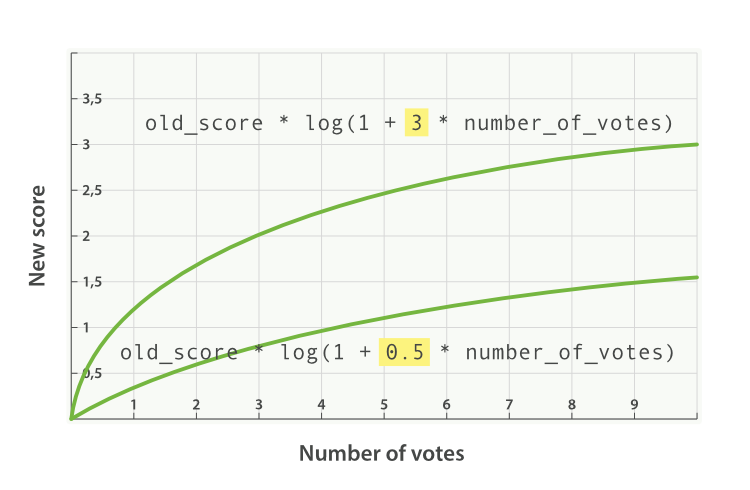 3,5
old_score * log(1 + 3 * number_of_votes)
3
2,5
2
New score
1,5
1
old_score * log(1 + 0.5 * number_of_votes)
0,5
1 2 3 4 5 6 7 8 9
Number of votes